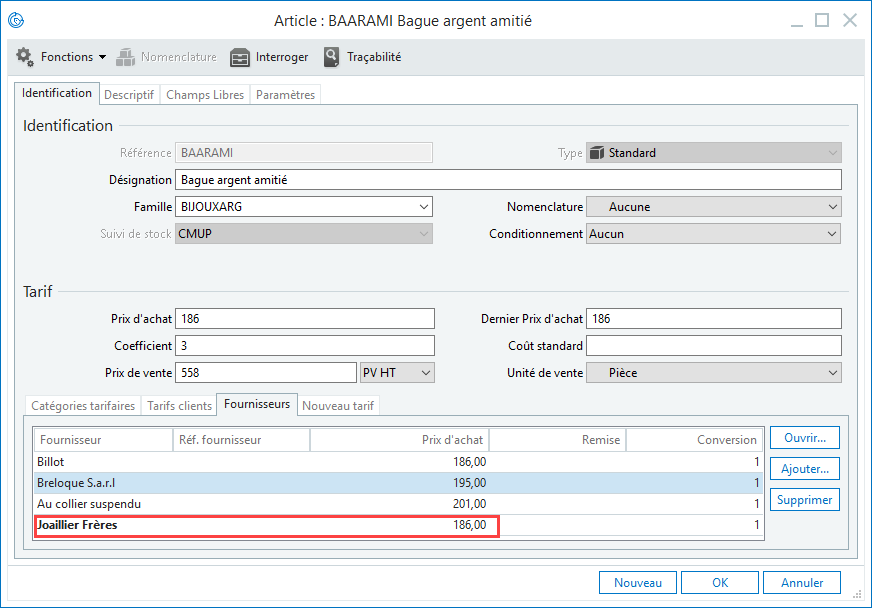 Article : BAARAMI Bague argent amitié
Fonctions Nomenclature Interroger Traçabilité
Identification Descriptif Champs Libres Paramètres
Identification
Référence BAARAMI Type Standard
Désignation Bague argent amitié
Famille BIJOUXARG Nomenclature Aucune
Suivi de stock CMUP Conditionnement Aucun
Tarif
Prix d'achat 186 Dernier Prix d'achat 186
Coefficient 3 Coût standard
Prix de vente 558 PV HT Unité de vente Pièce
Catégories tarifaires Tarifs clients Fournisseurs Nouveau tarif
Fournisseur Réf. fournisseur Prix d'achat Remise Conversion Ouvrir...
Billot 186,00 1
Breloque S.a.r.l 195,00 1 Ajouter...
Au collier suspendu 201,00 1 Supprimer
Joaillier Frères 186,00 1
Nouveau OK Annuler